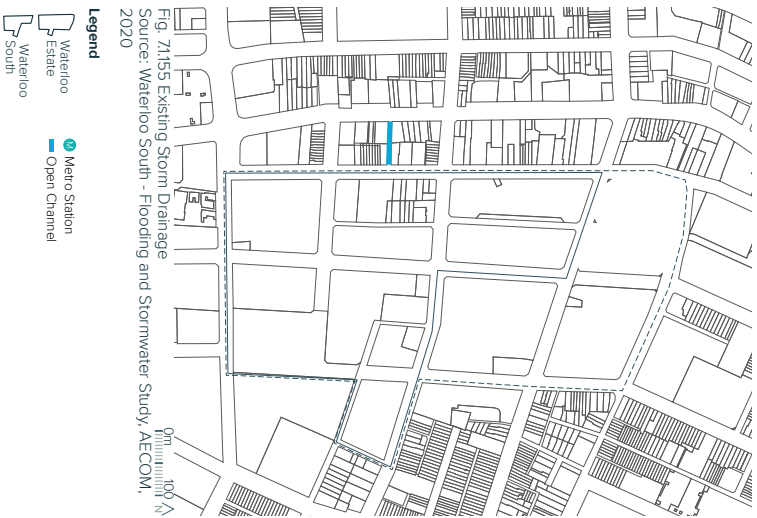 Fig. 7.1.155 Existing Storm Drainage
Source: Waterloo South - Flooding and Stormwater Study, AECOM,
2020
0m 100
N
Legend
Waterloo
Estate
Waterloo
South
M Metro Station
Open Channel